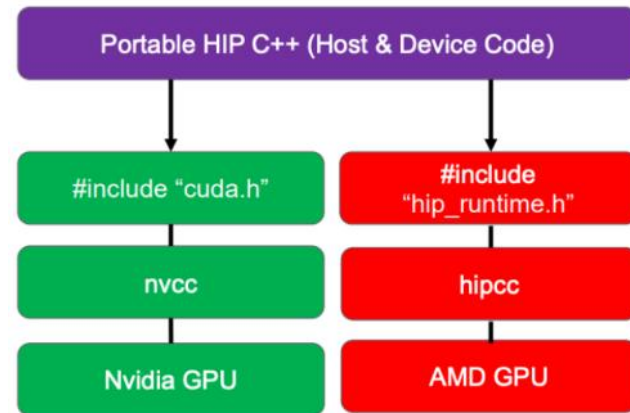 Portable HIP C++ (Host & Device Code)
#include “cuda.h”
#include
“hip_runtime.h”
nvcc
hipcc
Nvidia GPU
AMD GPU